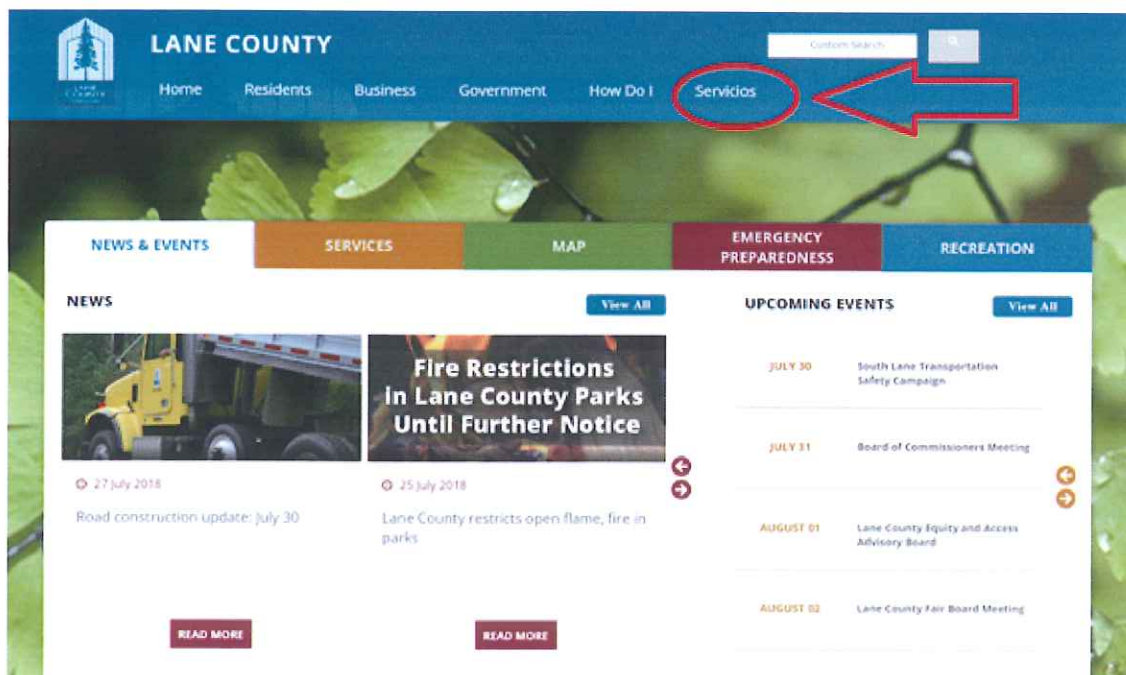 LANE COUNTY
Custom Search
LANE
COUNTY
Home Residents Business Government How Do I Servicios
NEWS & EVENTS
SERVICES
MAP
EMERGENCY
PREPAREDNESS
RECREATION
NEWS
View All
Fire Restrictions
in Lane County Parks
Until Further Notice
27 July 2018
Road construction update: July 30
READ MORE
25 July 2018
Lane County restricts open flame, fire in
parks
READ MORE
UPCOMING EVENTS
View All
JULY 30
South Lane Transportation
Safety Campaign
JULY 31
Board of Commissioners Meeting
AUGUST 01
Lane County Equity and Access
Advisory Board
AUGUST 02
Lane County Fair Board Meeting